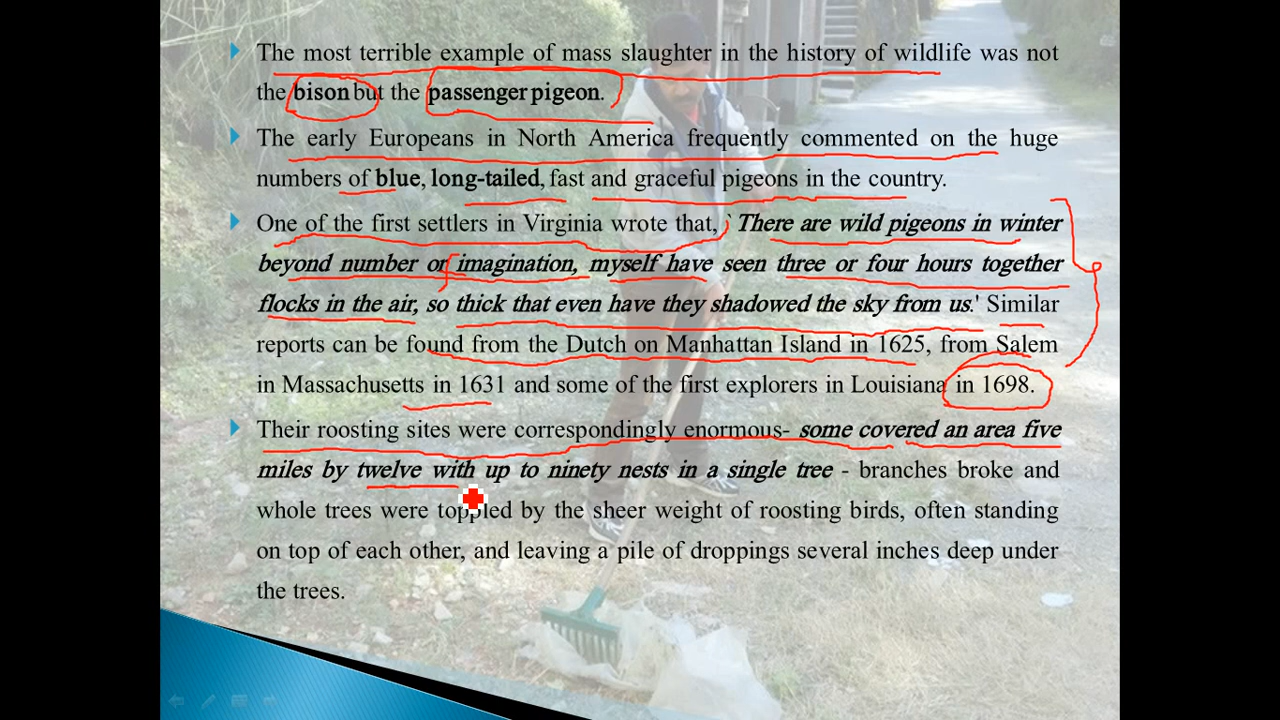 The most terrible example of mass slaughter in the history of wildlife was not
the bison but the passenger pigeon.
The early Europeans in North America frequently commented on the huge
numbers of blue, long-tailed, fast and graceful pigeons in the country.
One of the first settlers in Virginia wrote that, `There are wild pigeons in winter
beyond number or imagination, myself have seen three or four hours together
flocks in the air, so thick that even have they shadowed the sky from us.' Similar
reports can be found from the Dutch on Manhattan Island in 1625, from Salem
in Massachusetts in 1631 and some of the first explorers in Louisiana in 1698.
Their roosting sites were correspondingly enormous- some covered an area five
miles by twelve with up to ninety nests in a single tree - branches broke and
whole trees were toppled by the sheer weight of roosting birds, often standing
on top of each other, and leaving a pile of droppings several inches deep under
the trees.